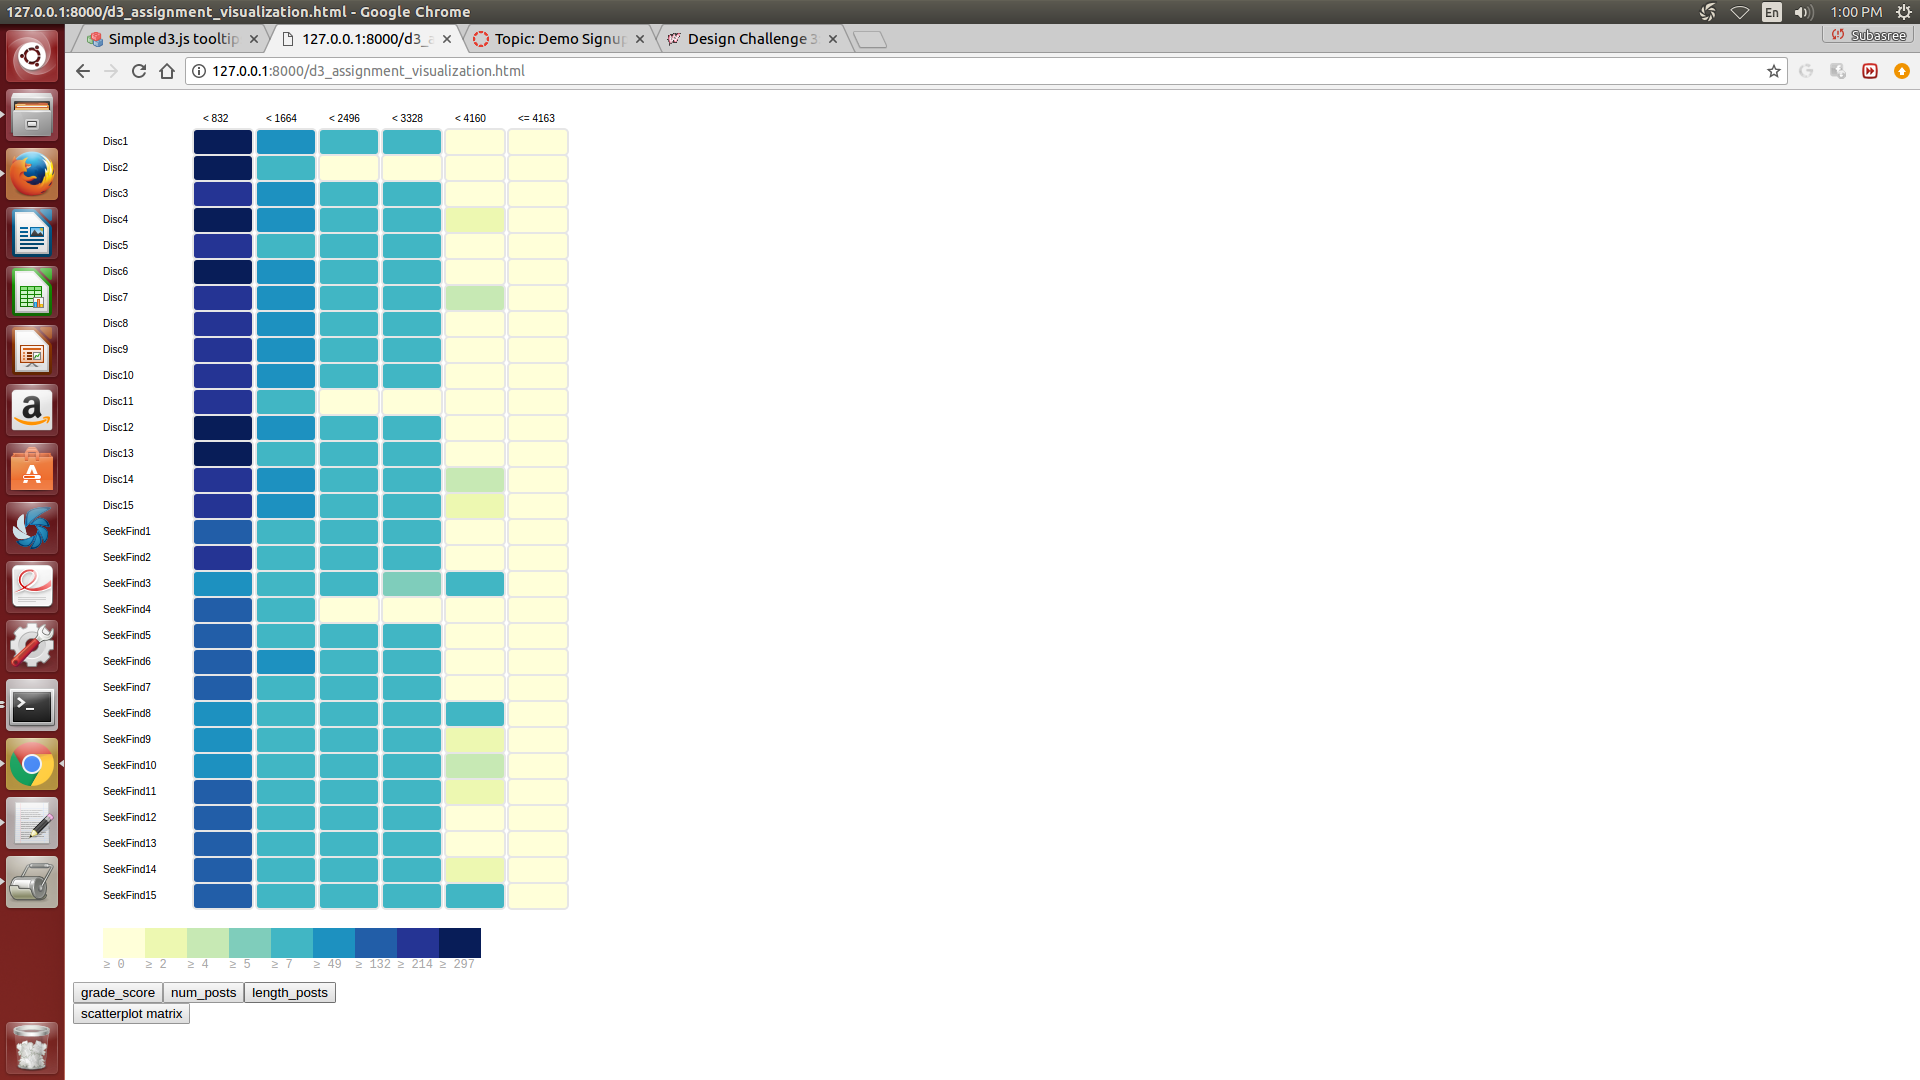 127.0.0.1:8000/d3_assignment_visualization.html - Google Chrome
En
1:00 PM
Simple d3.js tooltip
127.0.0.1:8000/d3_a
Topic: Demo Signup
Design Challenge 3
Subasree
127.0.0.1:8000/d3_assignment_visualization.html
< 832 < 1664 < 2496 < 3328 < 4160 <= 4163
Disc1
Disc2
Disc3
Disc4
Disc5
Disc6
Disc7
Disc8
Disc9
Disc10
Disc11
Disc12
Disc13
Disc14
Disc15
SeekFind1
SeekFind2
SeekFind3
SeekFind4
SeekFind5
SeekFind6
SeekFind7
SeekFind8
SeekFind9
SeekFind10
SeekFind11
SeekFind12
SeekFind13
SeekFind14
SeekFind15
≥ 0 ≥ 2 ≥ 4 ≥ 5 ≥ 7 ≥ 49 ≥ 132 ≥ 214 ≥ 297
grade_score num_posts length_posts
scatterplot matrix